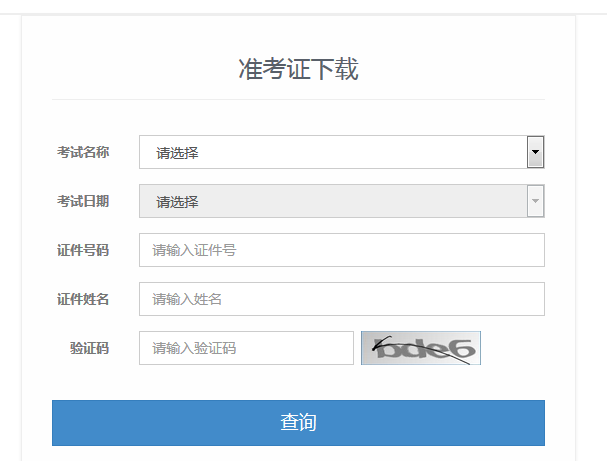 准考证下载
考试名称 请选择
考试日期 请选择
证件号码 请输入证件号
证件姓名 请输入姓名
验证码 请输入验证码 bde6
查询